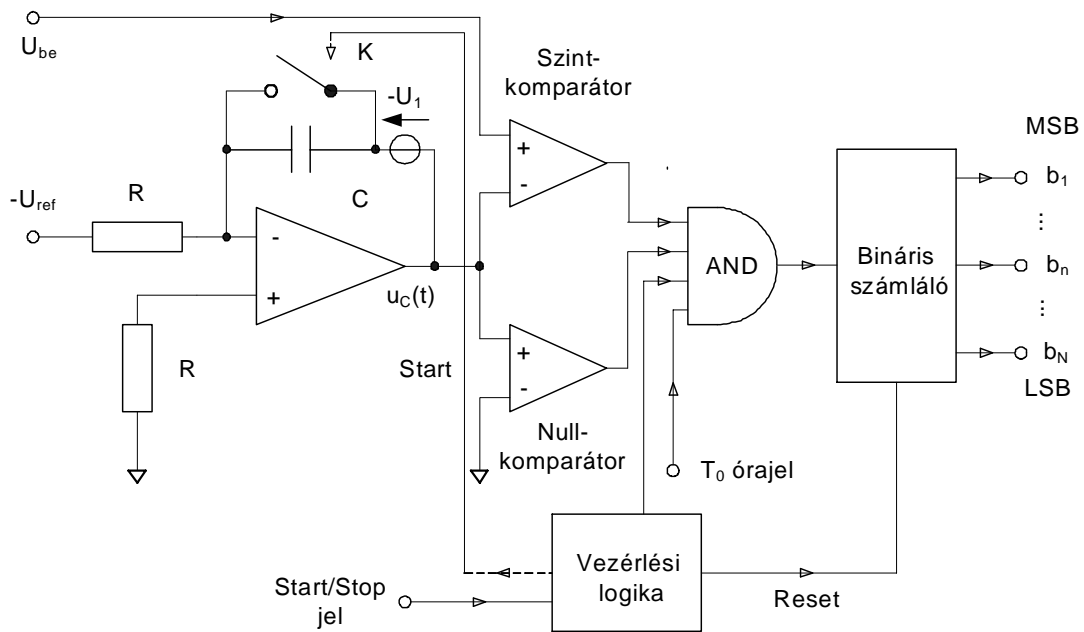 U_be
K
Szint-
komparátor
-U_1
MSB
-U_ref
R
C
+
-
b_1
...
-
+
AND
Bináris
számláló
b_n
...
u_C(t)
R
Start
+
-
b_N
LSB
Null-
komparátor
T_0 órajel
Vezérlési
logika
Start/Stop
jel
Reset